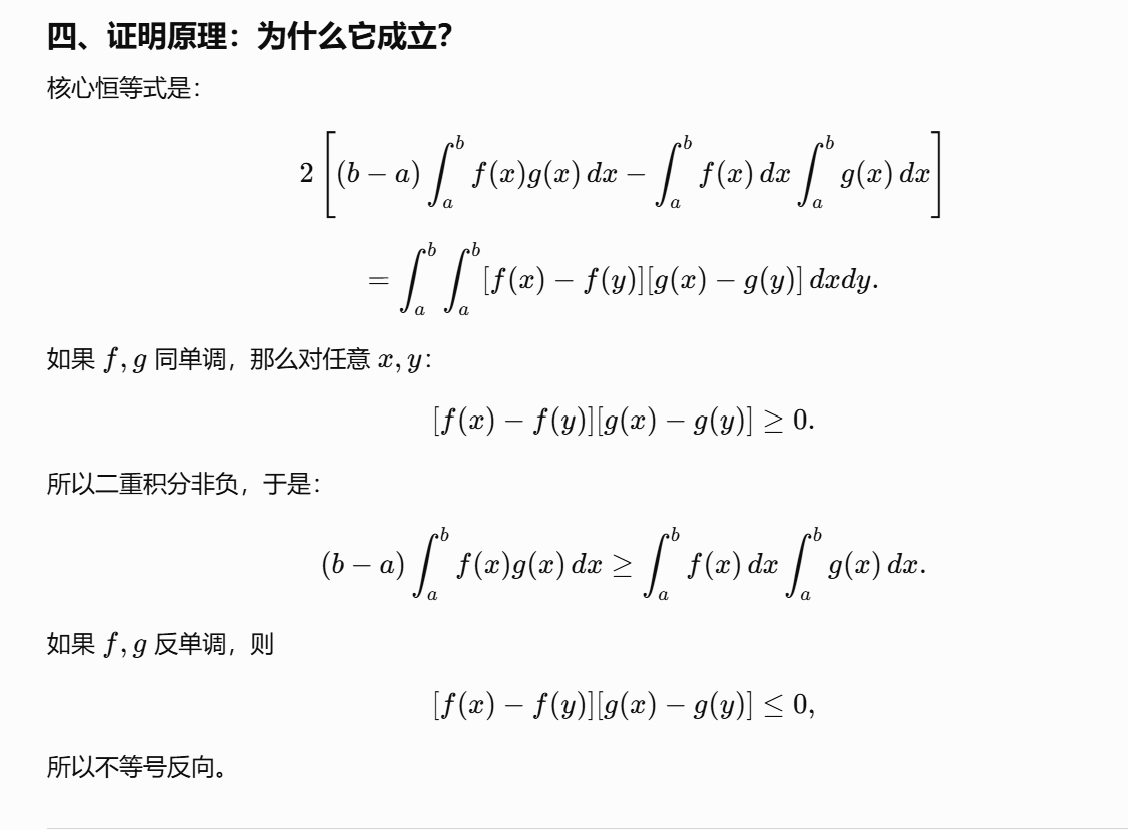 四、证明原理：为什么它成立？
核心恒等式是：
2 [(b − a) ∫_a^b f(x)g(x) dx − ∫_a^b f(x) dx ∫_a^b g(x) dx]
= ∫_a^b ∫_a^b [f(x) − f(y)][g(x) − g(y)] dxdy.
如果 f, g 同单调，那么对任意 x, y：
[f(x) − f(y)][g(x) − g(y)] ≥ 0.
所以二重积分非负，于是：
(b − a) ∫_a^b f(x)g(x) dx ≥ ∫_a^b f(x) dx ∫_a^b g(x) dx.
如果 f, g 反单调，则
[f(x) − f(y)][g(x) − g(y)] ≤ 0,
所以不等号反向。